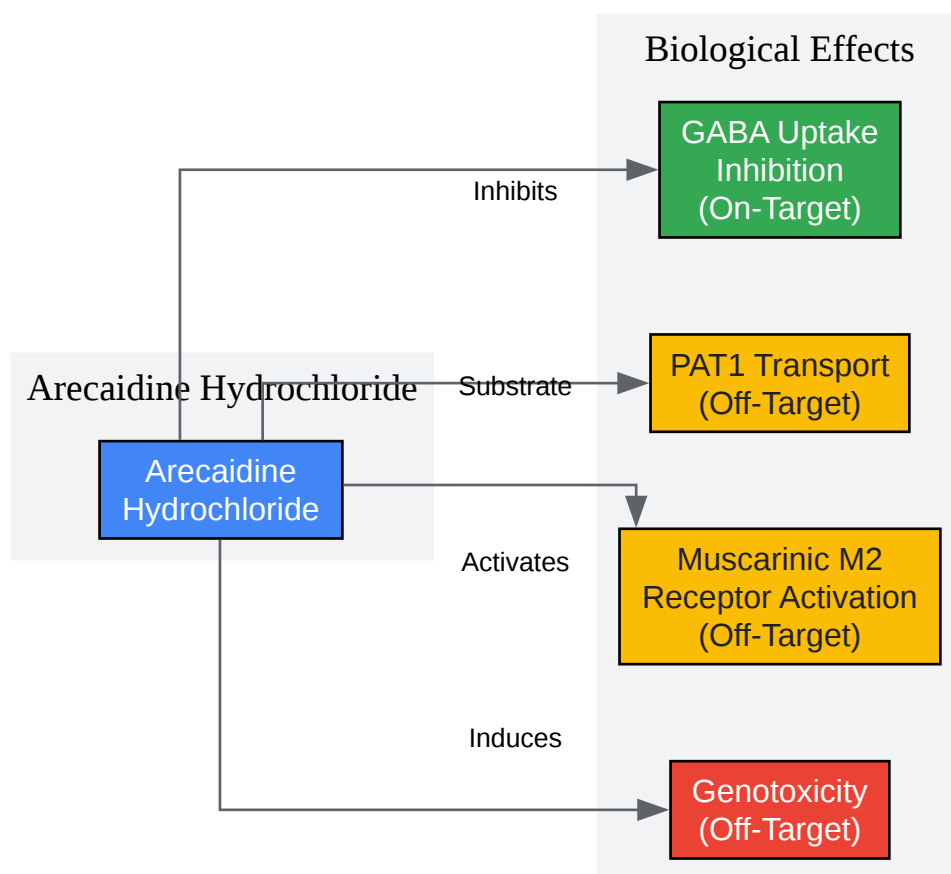 Biological Effects
GABA Uptake
Inhibition
(On-Target)
Inhibits
Arecaidine Hydrochloride
Substrate
PAT1 Transport
(Off-Target)
Arecaidine
Hydrochloride
Activates
Muscarinic M2
Receptor Activation
(Off-Target)
Induces
Genotoxicity
(Off-Target)